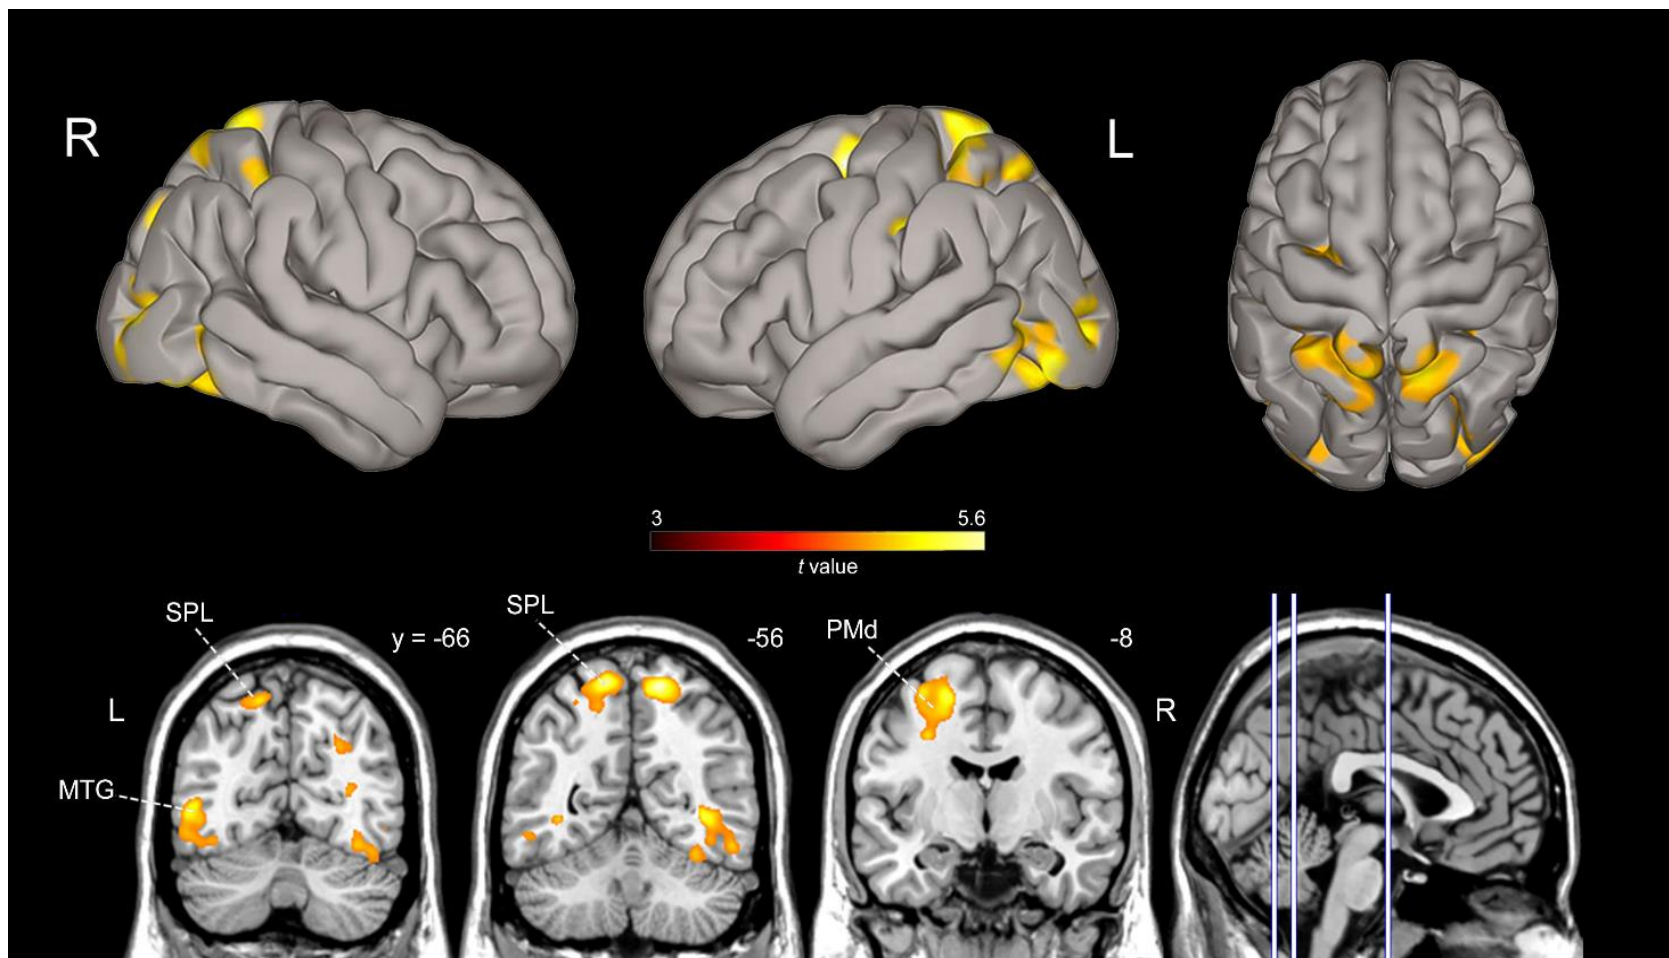 R
L
3 5.6
t value
SPL
y = -66
SPL
-56
PMd
-8
L
R
MTG